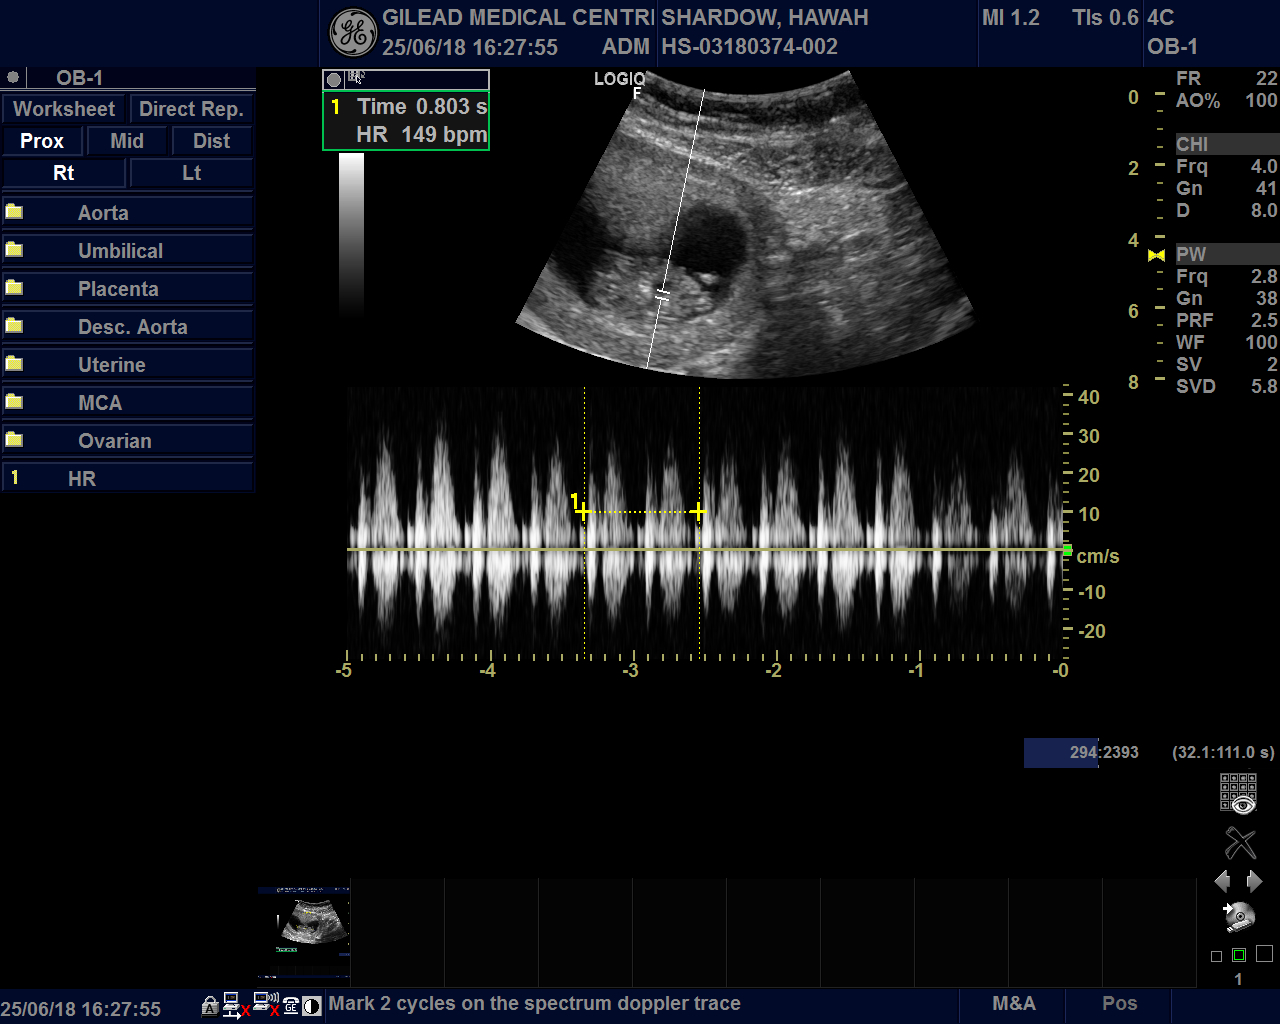 GILEAD MEDICAL CENTR
SHARDOW, HAWAH
MI 1.2
TIs 0.6
4C
25/06/18 16:27:55
ADM
HS-03180374-002
OB-1
OB-1
Worksheet
Direct Rep.
Prox
Mid
Dist
Rt
Lt
Aorta
Umbilical
Placenta
Desc. Aorta
Uterine
MCA
Ovarian
1 HR
1 Time 0.803 s
HR 149 bpm
LOGIQ
F
0
2
4
6
8
FR 22
AO% 100
CHI
Frq 4.0
Gn 41
D 8.0
PW
Frq 2.8
Gn 38
PRF 2.5
WF 100
SV 2
SVD 5.8
1
40
30
20
10
cm/s
-10
-20
-5
-4
-3
-2
-1
-0
294:2393
(32.1:111.0 s)
1
25/06/18 16:27:55
Mark 2 cycles on the spectrum doppler trace
M&A
Pos